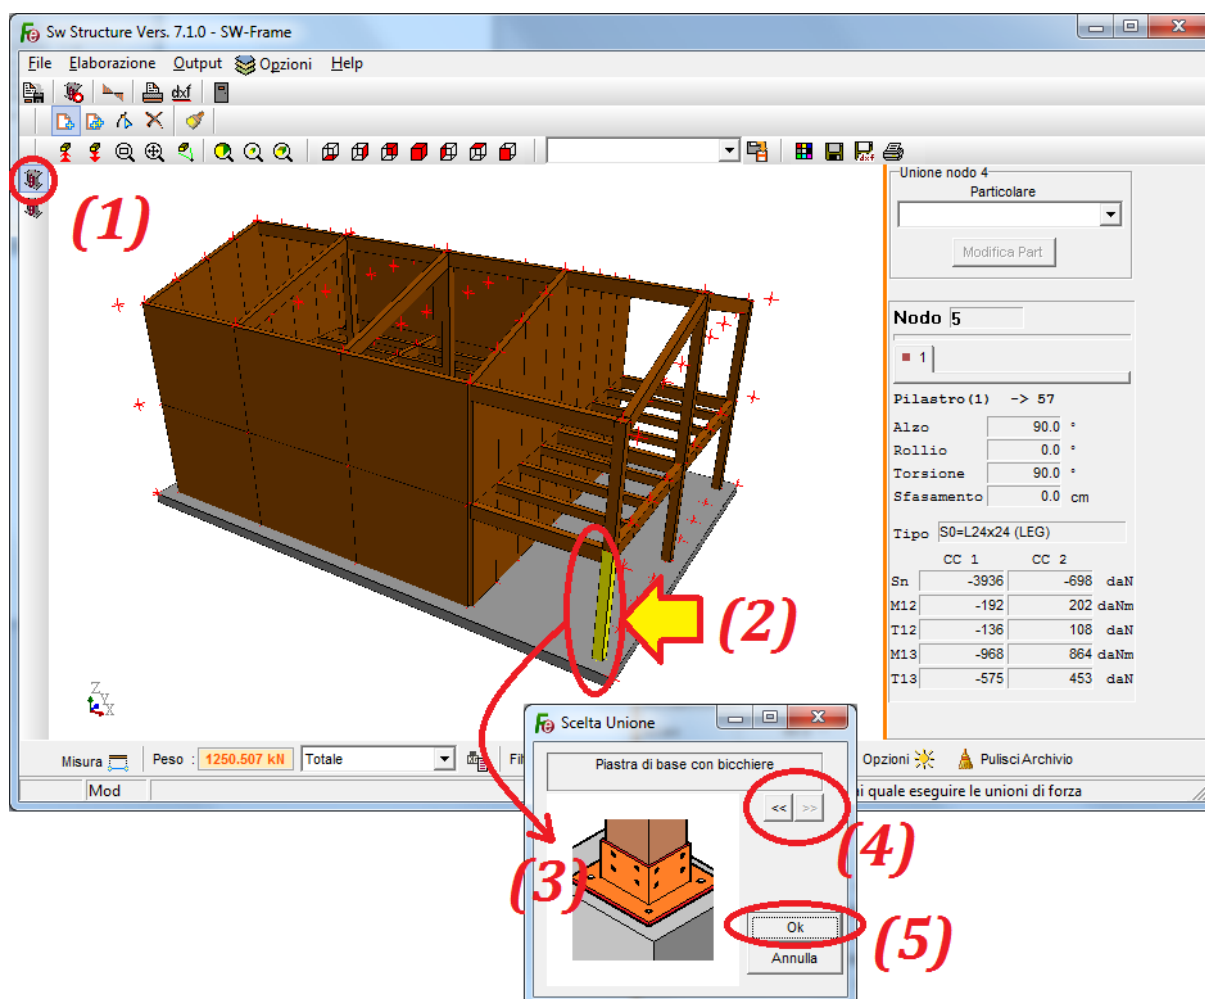 Sw Structure Vers. 7.1.0 - SW-Frame
File Elaborazione Output Opzioni Help
dxf
dxf
(1)
Unione nodo 4
Particolare
Modifica Part
Nodo 5
1
Pilastro(1) -> 57
Alzo 90.0 °
Rollio 0.0 °
Torsione 90.0 °
Sfasamento 0.0 cm
Tipo S0=L24x24 (LEG)
CC 1 CC 2
Sn -3936 -698 daN
M12 -192 202 daNm
T12 -136 108 daN
M13 -968 864 daNm
T13 -575 453 daN
(2)
Z
Y
X
Misura Peso : 1250.507 kN Totale Opzioni Pulisci Archivio
Mod quale eseguire le unioni di forza
Scelta Unione
Piastra di base con bicchiere
<< >>
(3)
(4)
Ok
(5)
Annulla